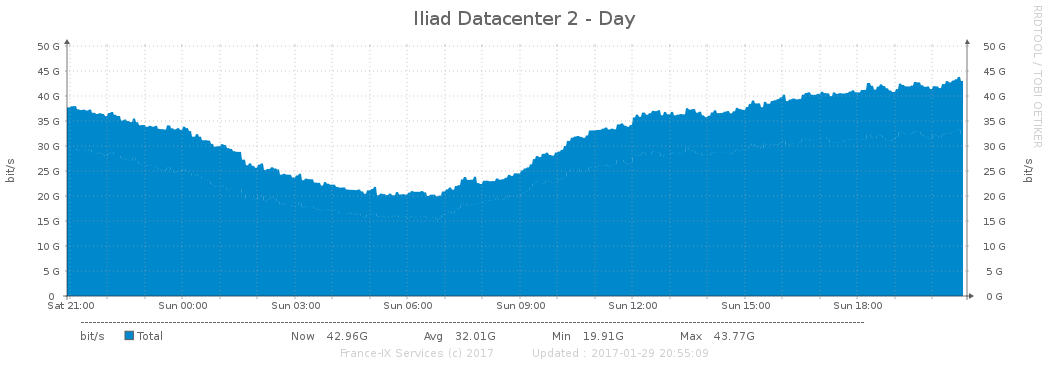 Iliad Datacenter 2 - Day
RRDTOOL / TOBI OETIKER
50 G 50 G
45 G 45 G
40 G 40 G
35 G 35 G
30 G 30 G
25 G 25 G
20 G 20 G
15 G 15 G
10 G 10 G
5 G 5 G
0 0 G
bit/s bit/s
Sat 21:00 Sun 00:00 Sun 03:00 Sun 06:00 Sun 09:00 Sun 12:00 Sun 15:00 Sun 18:00
bit/s Total Now 42.96G Avg 32.01G Min 19.91G Max 43.77G
France-IX Services (c) 2017 Updated : 2017-01-29 20:55:09